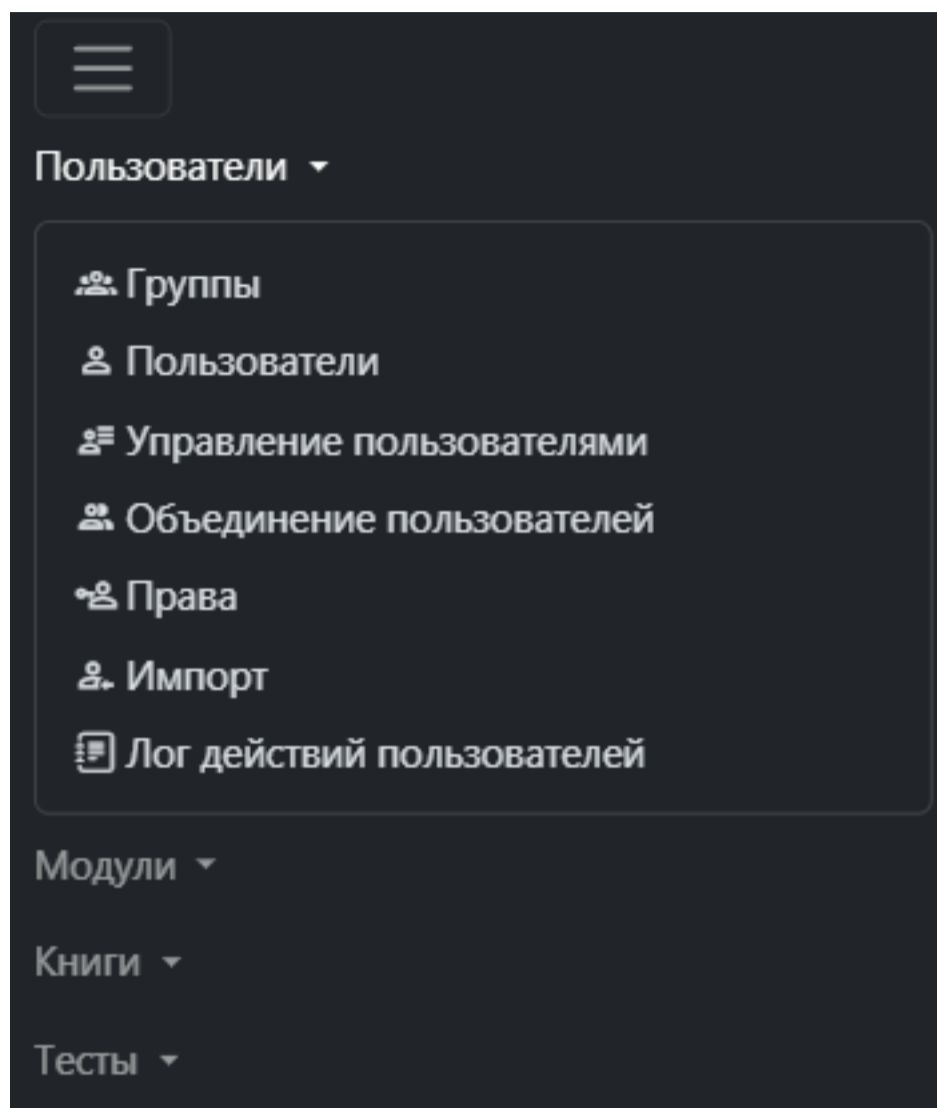 Пользователи
Группы
Пользователи
Управление пользователями
Объединение пользователей
Права
Импорт
Лог действий пользователей
Модули
Книги
Тесты